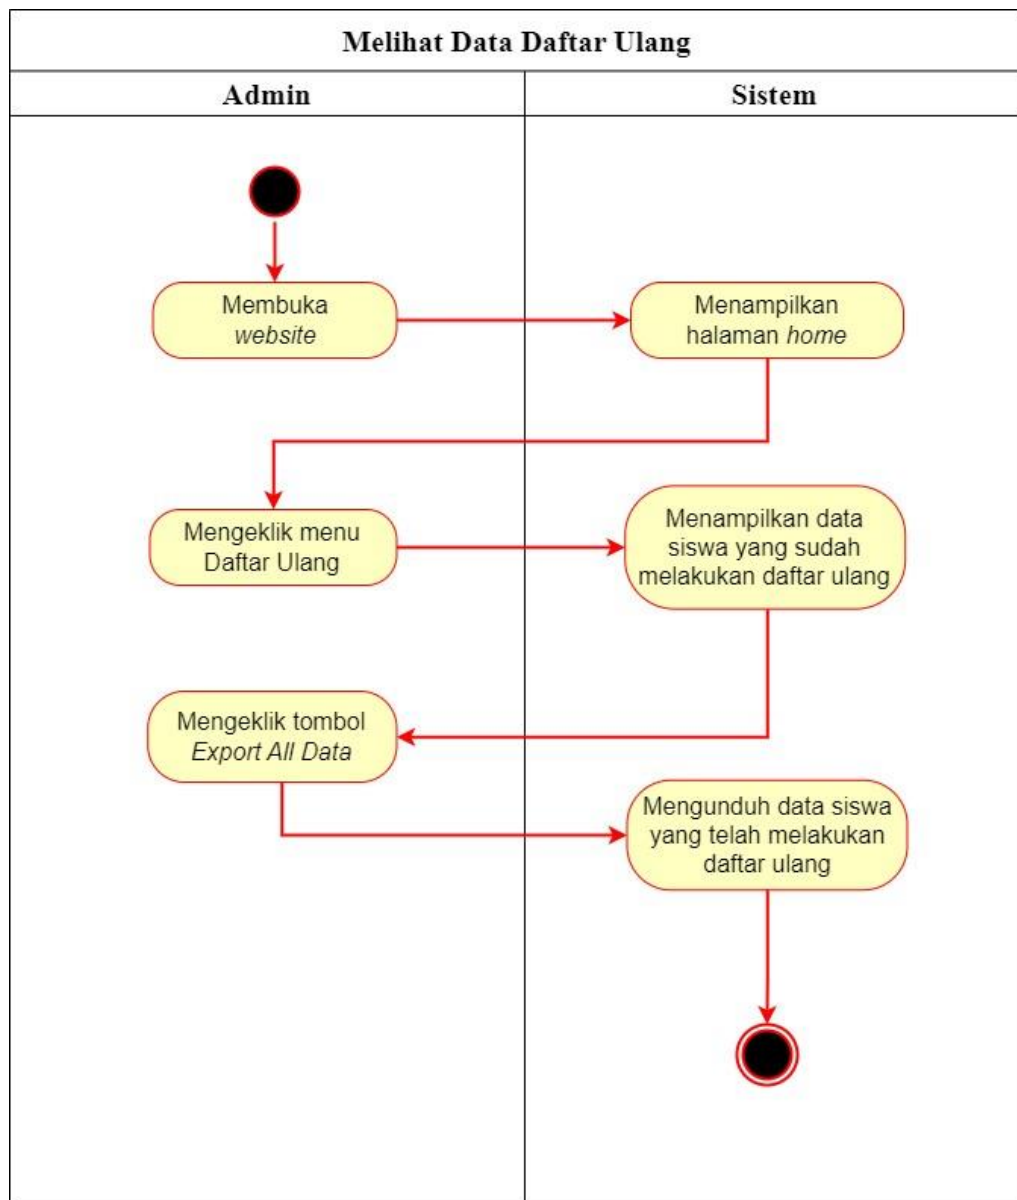 Melihat Data Daftar Ulang
Admin
Sistem
Membuka
website
Menampilkan
halaman home
Mengeklik menu
Daftar Ulang
Menampilkan data
siswa yang sudah
melakukan daftar ulang
Mengeklik tombol
Export All Data
Mengunduh data siswa
yang telah melakukan
daftar ulang